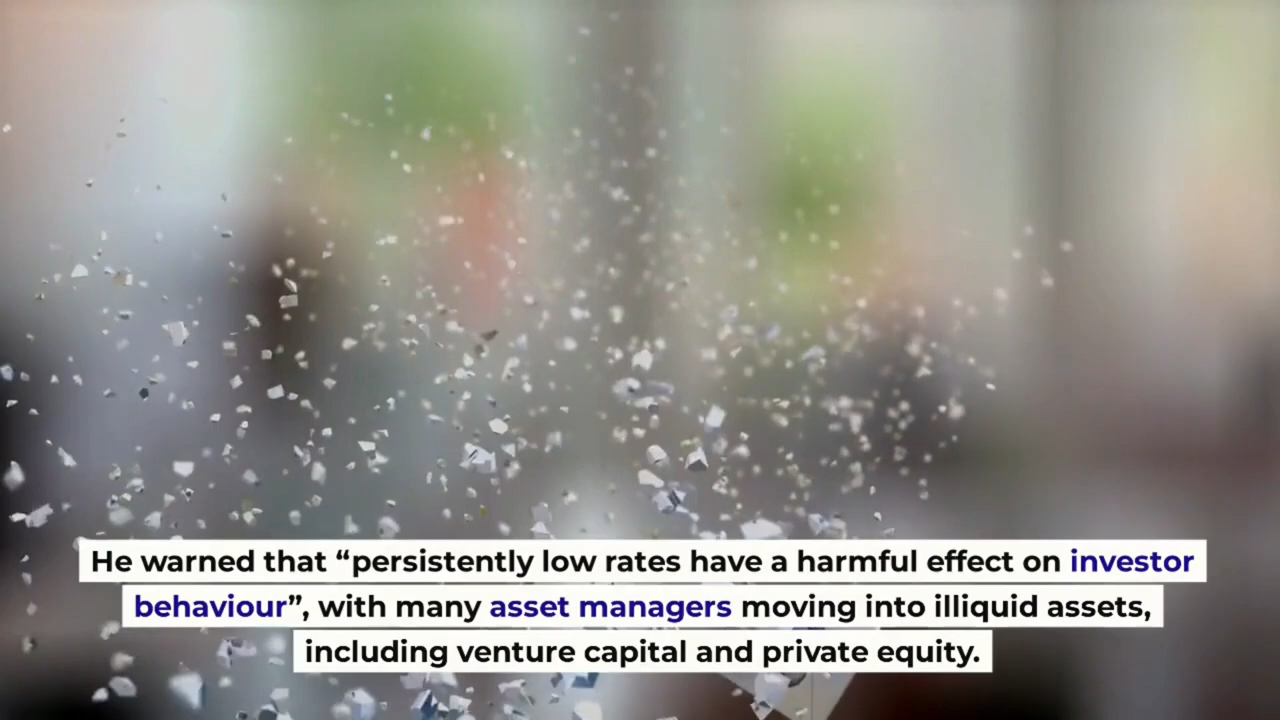 He warned that “persistently low rates have a harmful effect on investor
behaviour”, with many asset managers moving into illiquid assets,
including venture capital and private equity.